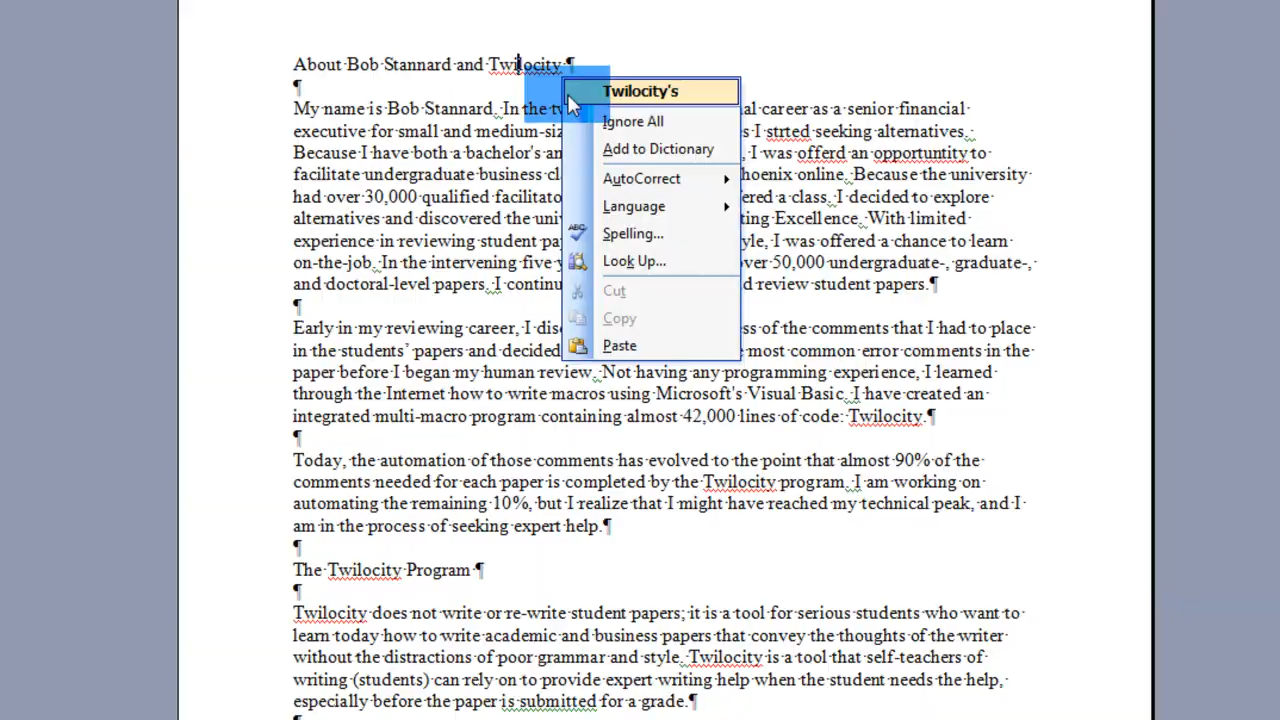 About Bob Stannard and Twilocity ¶
¶
My name is Bob Stannard. In the tw al career as a senior financial
executive for small and medium-siz s I strted seeking alternatives.
Because I have both a bachelor's an , I was offerd an opportuntity to
facilitate undergraduate business cl hoenix online. Because the university
had over 30,000 qualified facilitato ered a class, I decided to explore
alternatives and discovered the uni ting Excellence. With limited
experience in reviewing student pa yle, I was offered a chance to learn
on-the-job. In the intervening five y over 50,000 undergraduate-, graduate-,
and doctoral-level papers. I continu d review student papers.¶
¶
Early in my reviewing career, I dis ss of the comments that I had to place
in the students' papers and decided most common error comments in the
paper before I began my human review. Not having any programming experience, I learned
through the Internet how to write macros using Microsoft's Visual Basic. I have created an
integrated multi-macro program containing almost 42,000 lines of code: Twilocity.¶
¶
Today, the automation of those comments has evolved to the point that almost 90% of the
comments needed for each paper is completed by the Twilocity program. I am working on
automating the remaining 10%, but I realize that I might have reached my technical peak, and I
am in the process of seeking expert help.¶
¶
The Twilocity Program ¶
¶
Twilocity does not write or re-write student papers; it is a tool for serious students who want to
learn today how to write academic and business papers that convey the thoughts of the writer
without the distractions of poor grammar and style. Twilocity is a tool that self-teachers of
writing (students) can rely on to provide expert writing help when the student needs the help,
especially before the paper is submitted for a grade.¶
Twilocity's
Ignore All
Add to Dictionary
AutoCorrect
Language
ABC
Spelling...
Look Up...
Cut
Copy
Paste